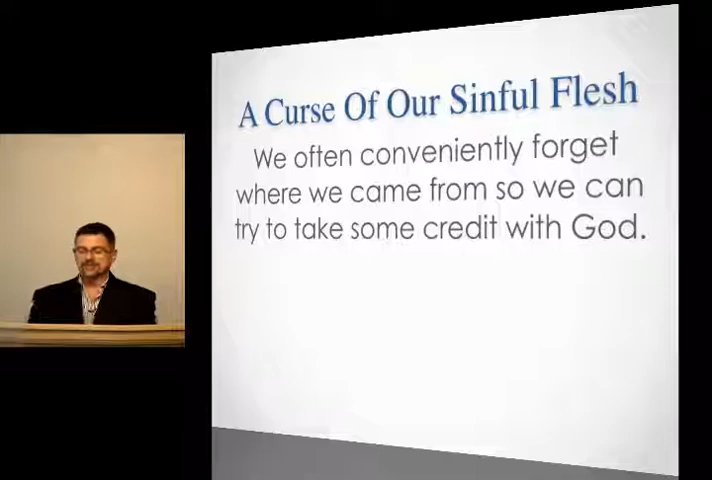 A Curse Of Our Sinful Flesh
We often conveniently forget
where we came from so we can
try to take some credit with God.